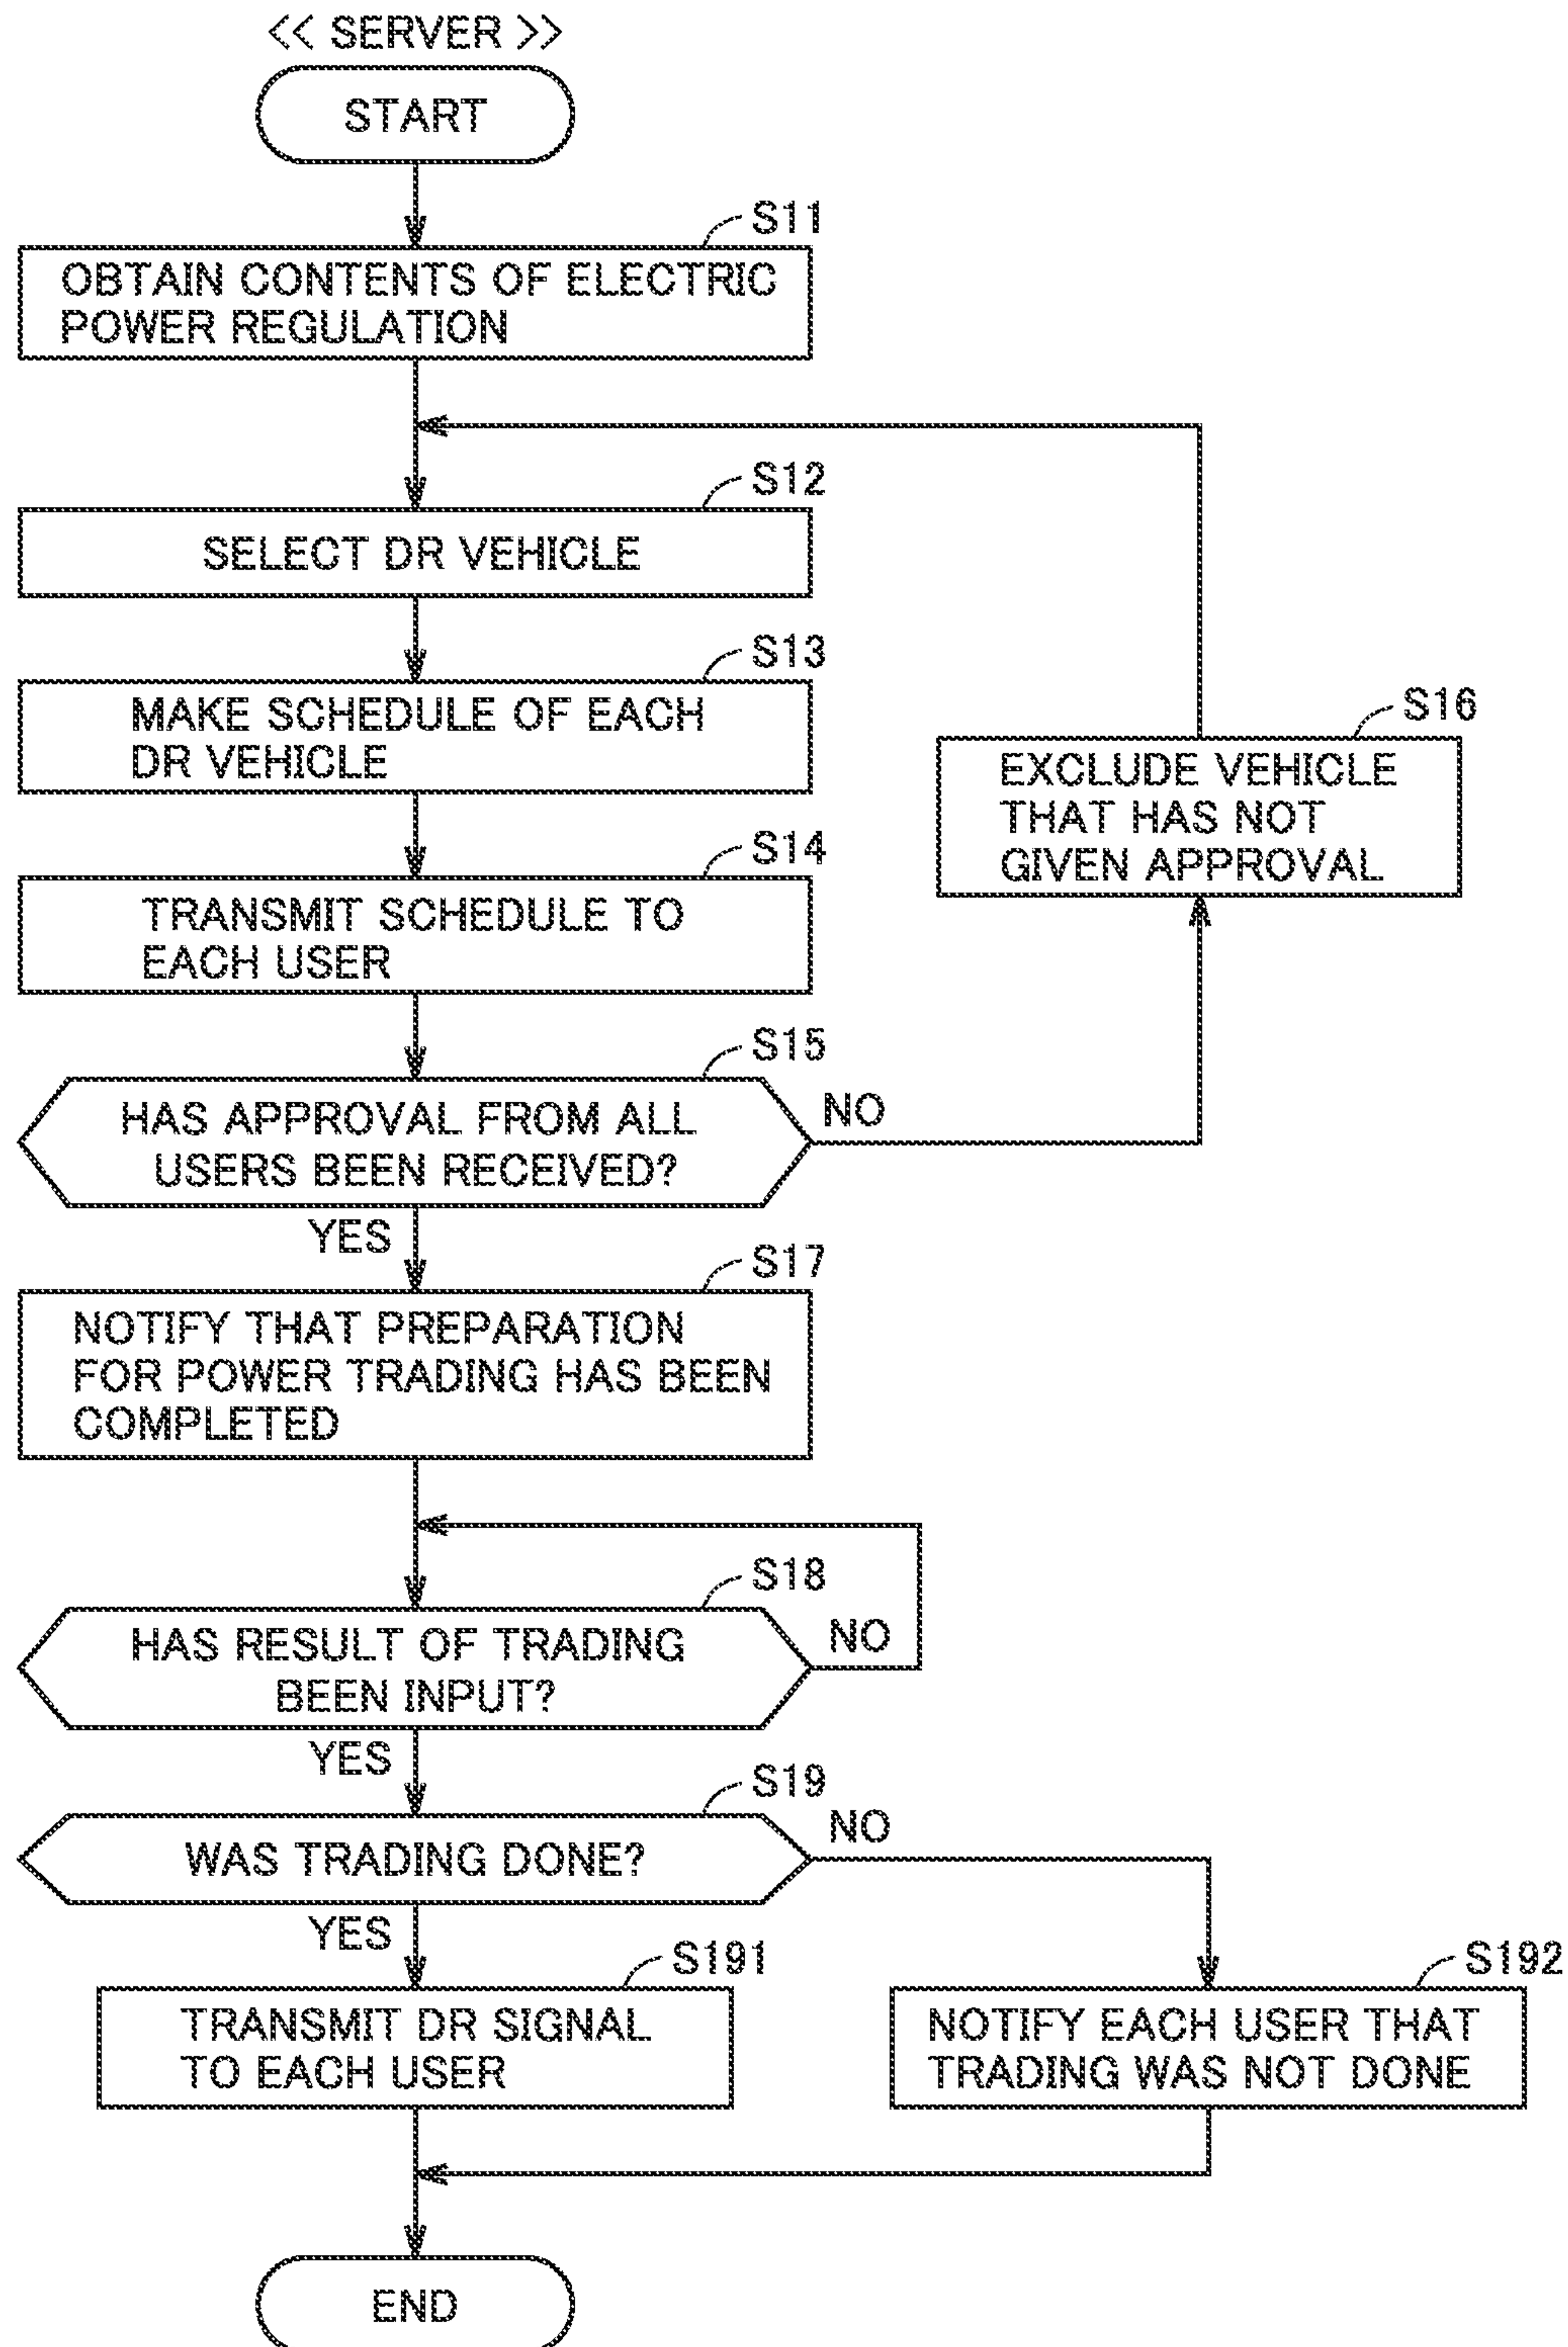 << SERVER >>
START
S11
OBTAIN CONTENTS OF ELECTRIC
POWER REGULATION
S12
SELECT DR VEHICLE
S13
MAKE SCHEDULE OF EACH
DR VEHICLE
S16
EXCLUDE VEHICLE
THAT HAS NOT
GIVEN APPROVAL
S14
TRANSMIT SCHEDULE TO
EACH USER
S15
HAS APPROVAL FROM ALL
USERS BEEN RECEIVED?
NO
YES
S17
NOTIFY THAT PREPARATION
FOR POWER TRADING HAS BEEN
COMPLETED
S18
HAS RESULT OF TRADING
BEEN INPUT?
NO
YES
S19
WAS TRADING DONE?
NO
YES
S191
TRANSMIT DR SIGNAL
TO EACH USER
S192
NOTIFY EACH USER THAT
TRADING WAS NOT DONE
END